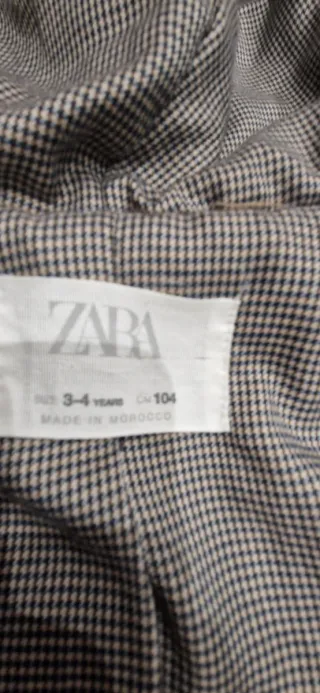 ZARA
SIZE 3-4 YEARS CM 104
MADE IN MOROCCO